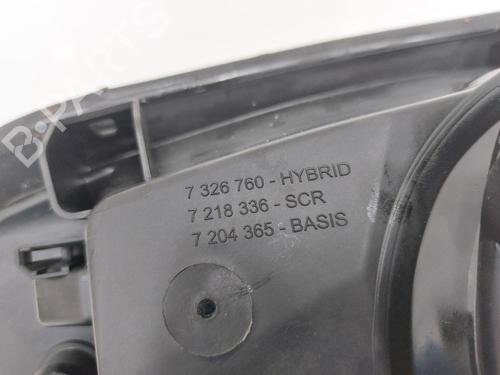 B-PARTS
7 326 760 - HYBRID
7 218 336 - SCR
7 204 365 - BASIS